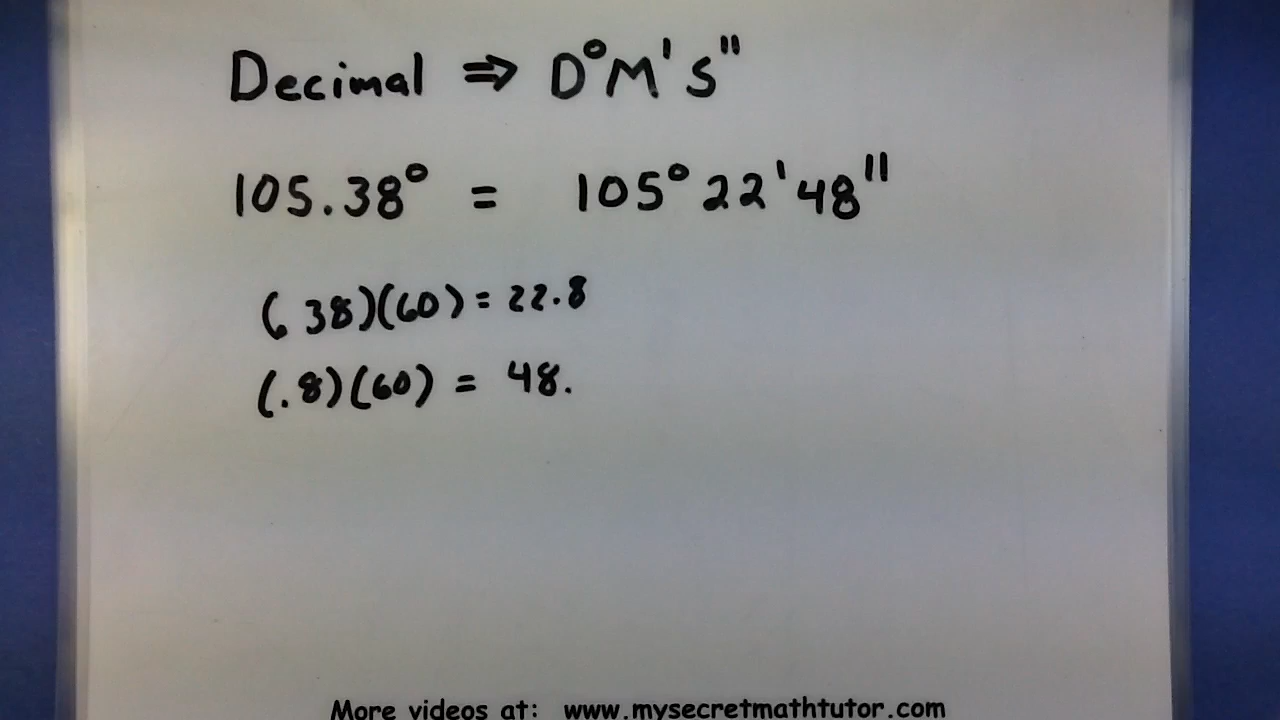 Decimal ⇒ D°M'S"
105.38° = 105° 22' 48"
(.38)(60) = 22.8
(.8)(60) = 48.
More videos at: www.mysecretmathtutor.com